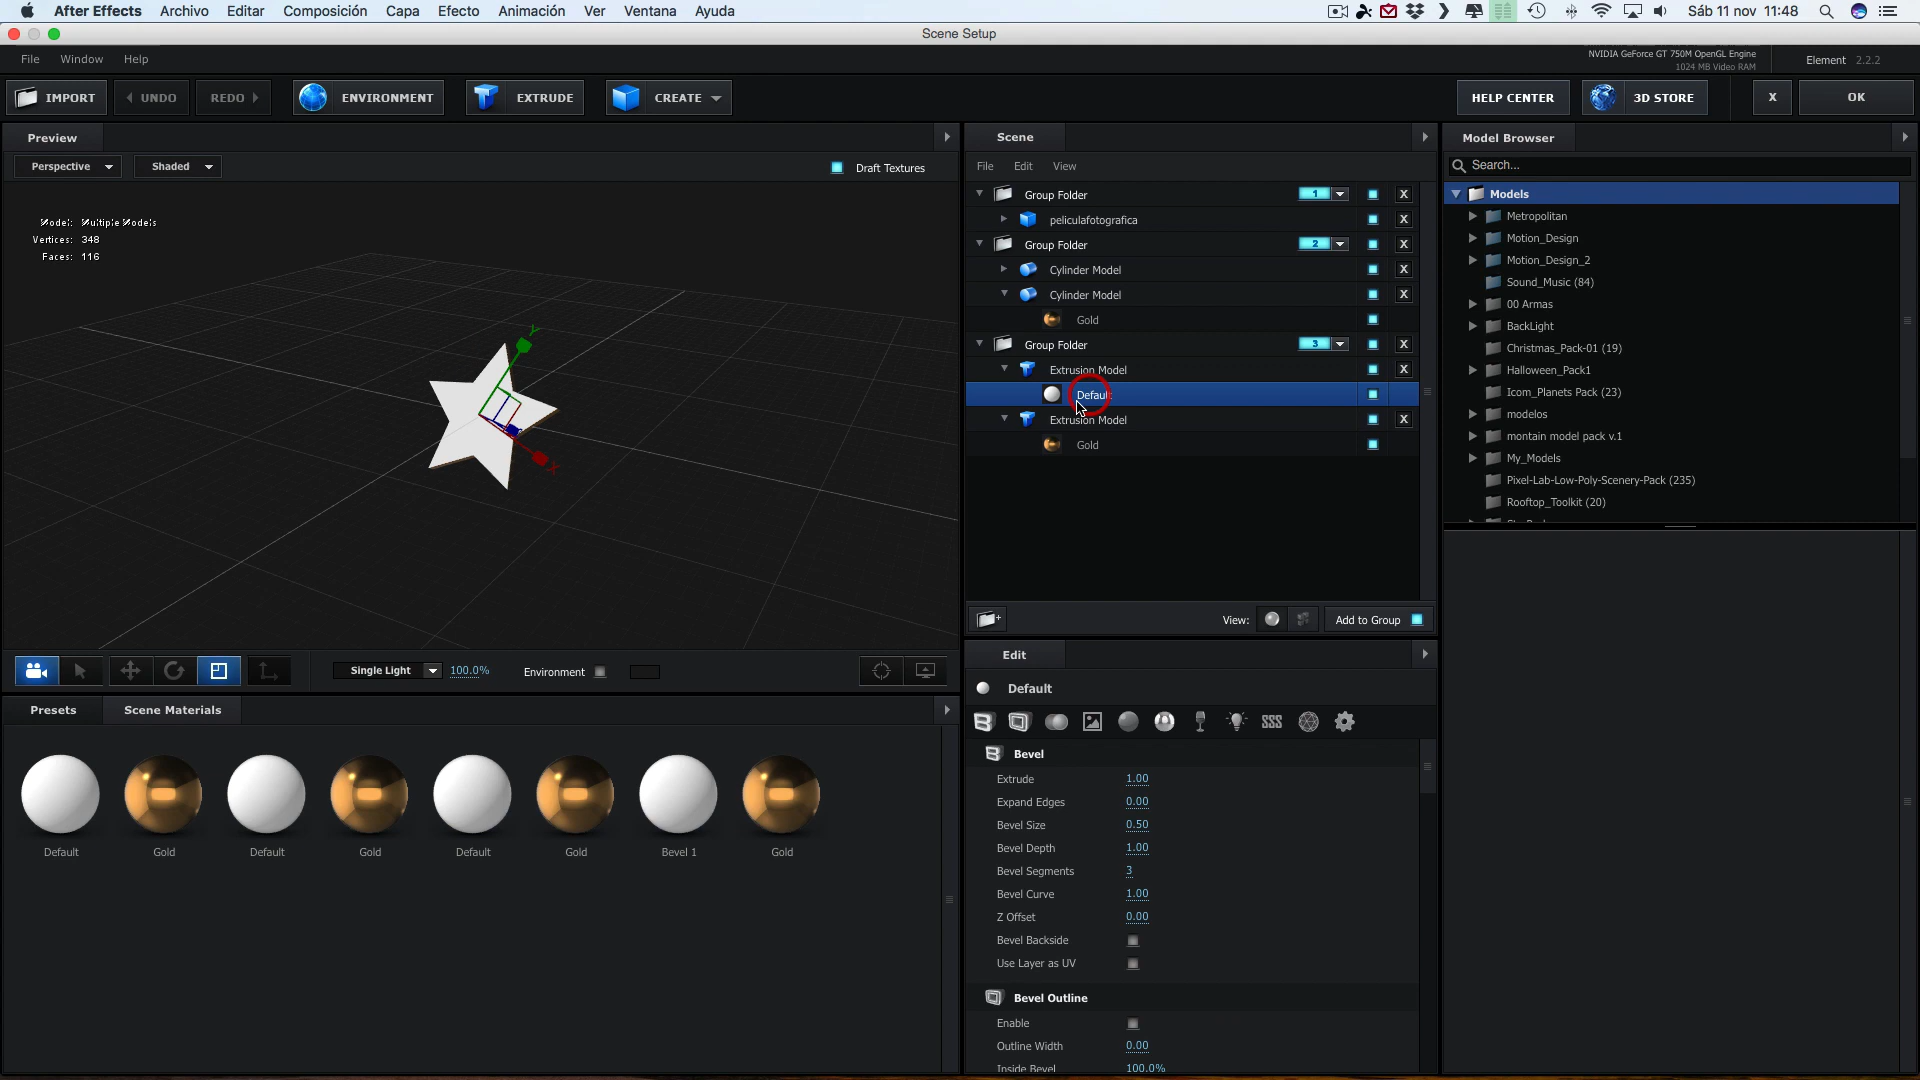 After Effects Archivo Editar Composición Capa Efecto Animación Ver Ventana Ayuda Sáb 11 nov 11:48
Scene Setup
File Window Help
NVIDIA GeForce GT 750M OpenGL Engine
1024 MB Video RAM
Element 2.2.2
IMPORT UNDO REDO ENVIRONMENT EXTRUDE CREATE HELP CENTER 3D STORE X OK
Preview
Perspective Shaded Draft Textures
Model: Multiple Models
Vertices: 348
Faces: 116
Y
X
Single Light 100.0% Environment
Presets Scene Materials
Default Gold Default Gold Default Gold Bevel 1 Gold
Scene
File Edit View
Group Folder 1 X
peliculafotografica X
Group Folder 2 X
Cylinder Model X
Cylinder Model X
Gold
Group Folder 3 X
Extrusion Model X
Default
Extrusion Model X
Gold
View: Add to Group
Edit
Default
Bevel
Extrude 1.00
Expand Edges 0.00
Bevel Size 0.50
Bevel Depth 1.00
Bevel Segments 3
Bevel Curve 1.00
Z Offset 0.00
Bevel Backside
Use Layer as UV
Bevel Outline
Enable
Outline Width 0.00
Inside Bevel 100.0%
Model Browser
Search...
Models
Metropolitan
Motion_Design
Motion_Design_2
Sound_Music (84)
00 Armas
BackLight
Christmas_Pack-01 (19)
Halloween_Pack1
Icom_Planets Pack (23)
modelos
montain model pack v.1
My_Models
Pixel-Lab-Low-Poly-Scenery-Pack (235)
Rooftop_Toolkit (20)